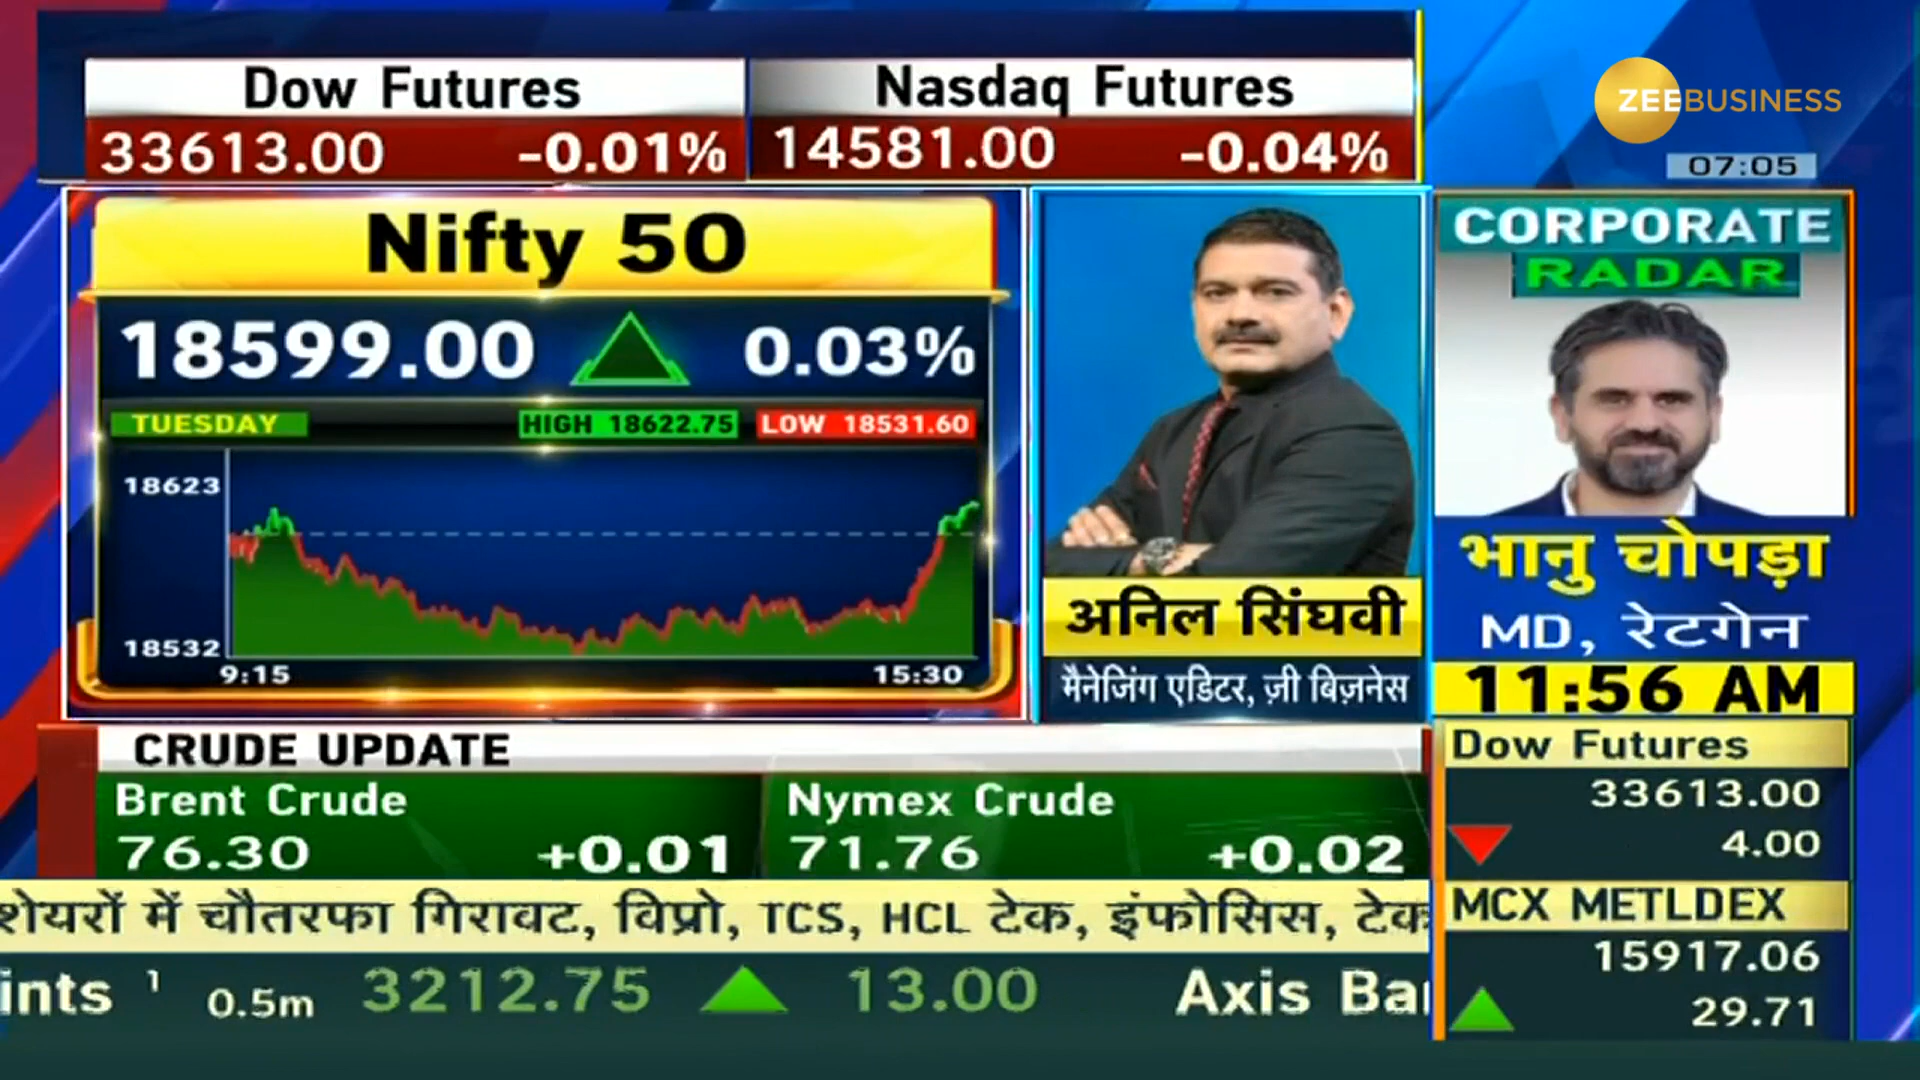 Dow Futures
33613.00 -0.01%
Nasdaq Futures
14581.00 -0.04%
ZEEBUSINESS
07:05
Nifty 50
18599.00 0.03%
TUESDAY HIGH 18622.75 LOW 18531.60
18623
18532
9:15 15:30
अनिल सिंघवी
मैनेजिंग एडिटर, ज़ी बिज़नेस
CORPORATE
RADAR
भानु चोपड़ा
MD, रेटगेन
11:56 AM
CRUDE UPDATE
Brent Crude
76.30 +0.01
Nymex Crude
71.76 +0.02
Dow Futures
33613.00
4.00
MCX METLDEX
15917.06
29.71
शेयरों में चौतरफा गिरावट, विप्रो, TCS, HCL टेक, इंफोसिस, टेक
ints 1 0.5m 3212.75 13.00 Axis Ba